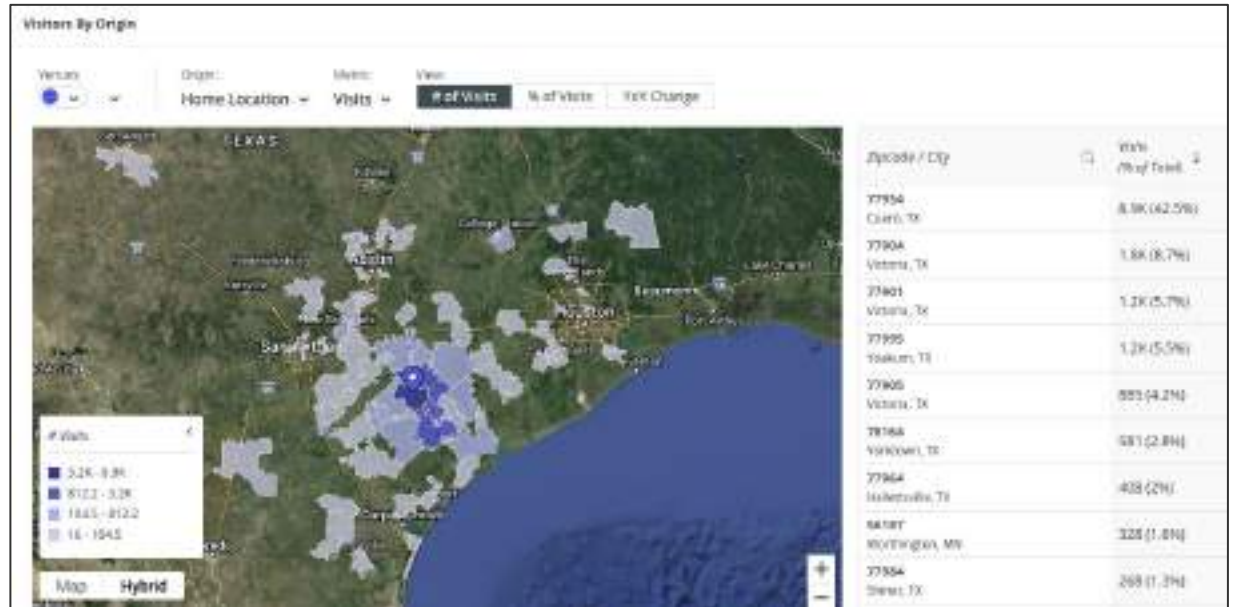 Visitors By Origin
Venues:
Origin:
Metric:
View:
Home Location
Visits
# of Visits
% of Visits
YoY Change
TEXAS
Austin
College Station
Beaumont
Lake Charles
Houston
Port Arthur
# Visits
3.2K - 8.9K
812.2 - 3.2K
164.5 - 812.2
16 - 164.5
Map
Hybrid
Zipcode / City
Visits
(% of Total)
77954
Cuero, TX
8.9K (42.5%)
77904
Victoria, TX
1.8K (8.7%)
77901
Victoria, TX
1.2K (5.7%)
77995
Yoakum, TX
1.2K (5.5%)
77905
Victoria, TX
885 (4.2%)
78164
Yorktown, TX
581 (2.8%)
77964
Hallettsville, TX
408 (2%)
56187
Worthington, MN
328 (1.6%)
77984
Shiner, TX
268 (1.3%)